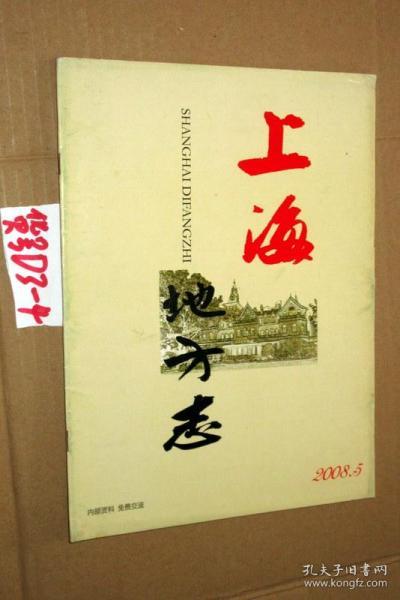 上海
SHANGHAI DIFANGZHI
地方志
2008.5
内部资料 免费交流
孔夫子旧书网
www.kongfz.com